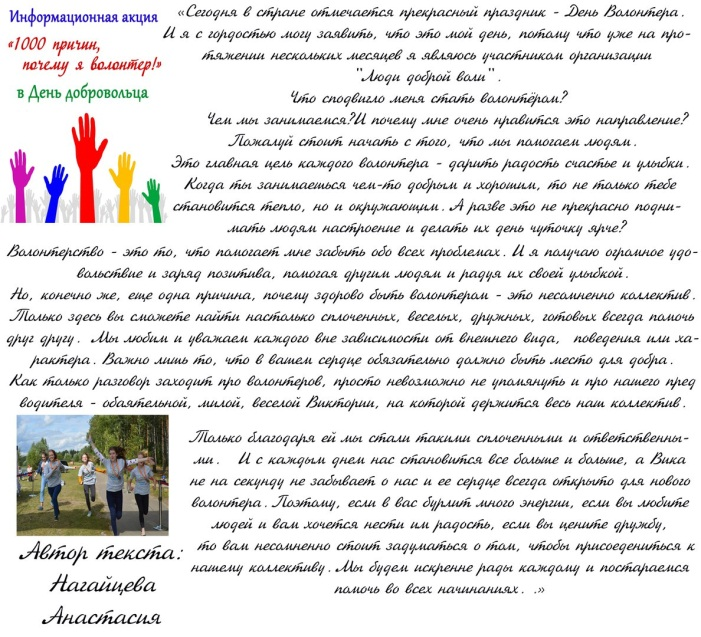 Информационная акция
«1000 причин,
почему я волонтер!»
в День добровольца
«Сегодня в стране отмечается прекрасный праздник - День Волонтера.
И я с гордостью могу заявить, что это мой день, потому что уже на про-
тяжении нескольких месяцев я являюсь участником организации
"Люди доброй воли".
Что сподвигло меня стать волонтёром?
Чем мы занимаемся?И почему мне очень нравится это направление?
Пожалуй стоит начать с того, что мы помогаем людям.
Это главная цель каждого волонтера - дарить радость счастье и улыбки.
Когда ты занимаешься чем-то добрым и хорошим, то не только тебе
становится тепло, но и окружающим. А разве это не прекрасно подни-
мать людям настроение и делать их день чуточку ярче?
Волонтерство - это то, что помогает мне забыть обо всех проблемах. И я получаю огромное удо-
вольствие и заряд позитива, помогая другим людям и радуя их своей улыбкой.
Но, конечно же, еще одна причина, почему здорово быть волонтером - это несомненно коллектив.
Только здесь вы сможете найти настолько сплоченных, веселых, дружных, готовых всегда помочь
друг другу. Мы любим и уважаем каждого вне зависимости от внешнего вида, поведения или ха-
рактера. Важно лишь то, что в вашем сердце обязательно должно быть место для добра.
Как только разговор заходит про волонтеров, просто невозможно не упомянуть и про нашего пред
водителя - обаятельной, милой, веселой Виктории, на которой держится весь наш коллектив.
Только благодаря ей мы стали такими сплоченными и ответственны-
ми. И с каждым днем нас становится все больше и больше, а Вика
не на секунду не забывает о нас и ее сердце всегда открыто для нового
волонтера. Поэтому, если в вас бурлит много энергии, если вы любите
людей и вам хочется нести им радость, если вы цените дружбу,
то вам несомненно стоит задуматься о том, чтобы присоедениться к
нашему коллективу. Мы будем искренне рады каждому и постараемся
помочь во всех начинаниях. .»
Автор текста:
Нагайцева
Анастасия